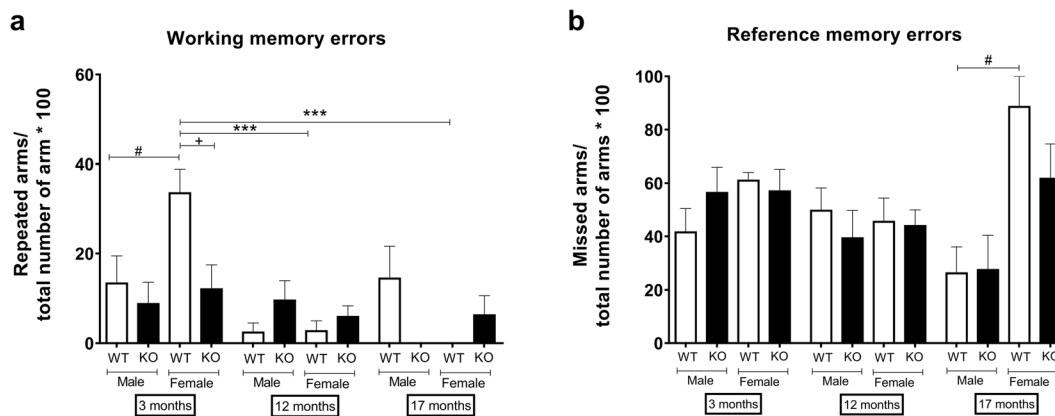 a
Working memory errors
Repeated arms/
total number of arm * 100
60
40
20
0
#
+
***
***
WT KO WT KO WT KO WT KO WT KO WT KO
Male Female Male Female Male Female
3 months 12 months 17 months
b
Reference memory errors
Missed arms/
total number of arms * 100
100
80
60
40
20
0
#
WT KO WT KO WT KO WT KO WT KO WT KO
Male Female Male Female Male Female
3 months 12 months 17 months